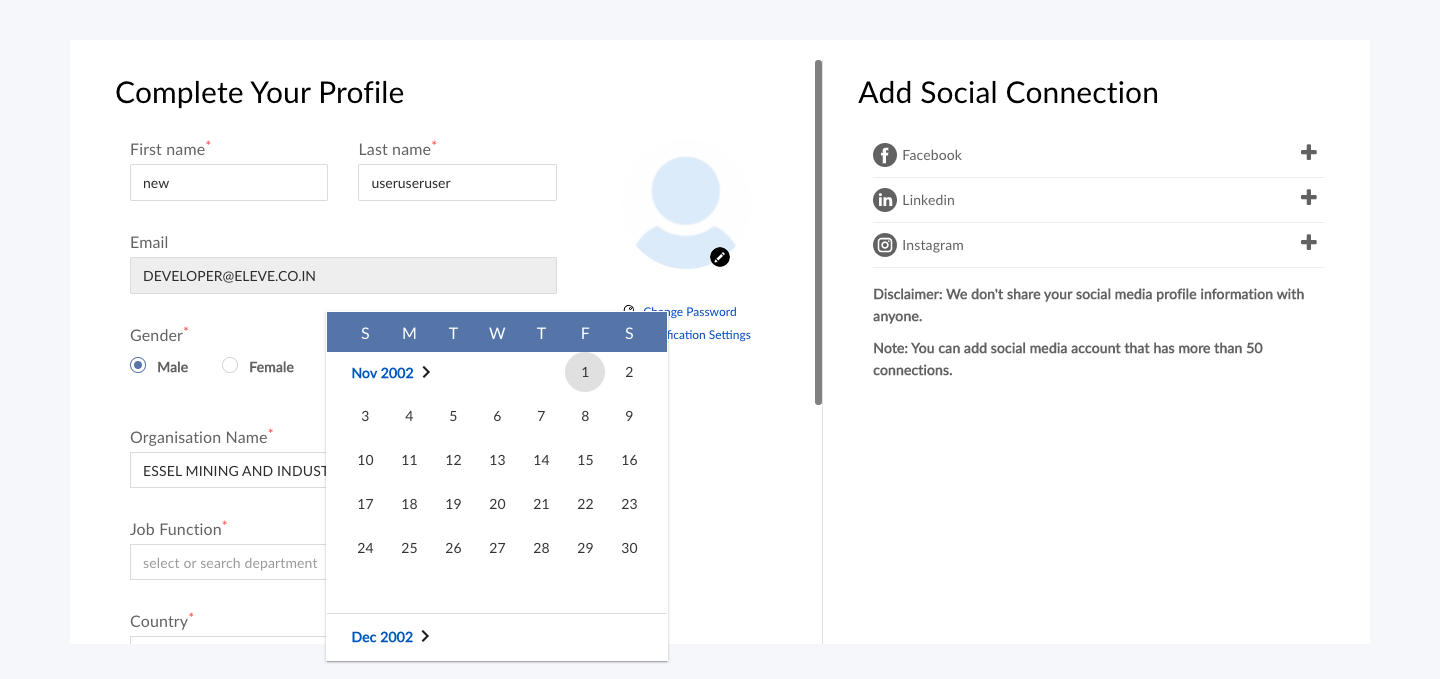 Complete Your Profile
First name*
Last name*
new
useruseruser
Email
DEVELOPER@ELEVE.CO.IN
Change Password
Gender*
Male
Female
Organisation Name*
ESSEL MINING AND INDUST
Job Function*
select or search department
Country*
S M T W T F S
Nov 2002
1 2
3 4 5 6 7 8 9
10 11 12 13 14 15 16
17 18 19 20 21 22 23
24 25 26 27 28 29 30
Dec 2002
fication Settings
Add Social Connection
Facebook
Linkedin
Instagram
Disclaimer: We don't share your social media profile information with
anyone.
Note: You can add social media account that has more than 50
connections.